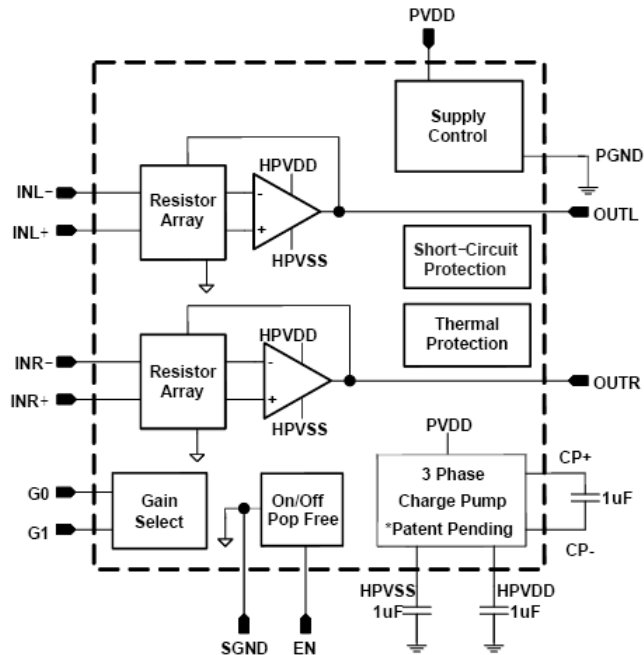 PVDD
Supply
Control
PGND
HPVDD
INL-
INL+
Resistor
Array
-
+
HPVSS
OUTL
Short-Circuit
Protection
Thermal
Protection
HPVDD
INR-
INR+
Resistor
Array
-
+
HPVSS
OUTR
PVDD
3 Phase
Charge Pump
*Patent Pending
CP+
1uF
CP-
G0
G1
Gain
Select
On/Off
Pop Free
HPVSS
1uF
HPVDD
1uF
SGND
EN